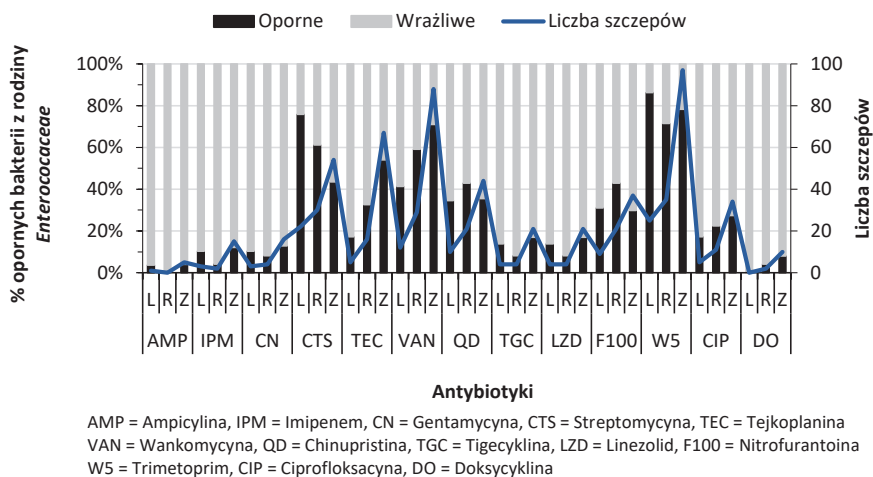 Oporne Wrażliwe Liczba szczepów
% opornych bakterii z rodziny
Enterococaceae
100% 80% 60% 40% 20% 0%
100 80 60 40 20 0
Liczba szczepów
L R Z L R Z L R Z L R Z L R Z L R Z L R Z L R Z L R Z L R Z L R Z L R Z L R Z
AMP IPM CN CTS TEC VAN QD TGC LZD F100 W5 CIP DO
Antybiotyki
AMP = Ampicylina, IPM = Imipenem, CN = Gentamycyna, CTS = Streptomycyna, TEC = Tejkoplanina
VAN = Wankomycyna, QD = Chinupristina, TGC = Tigecyklina, LZD = Linezolid, F100 = Nitrofurantoina
W5 = Trimetoprim, CIP = Ciprofloksacyna, DO = Doksycyklina